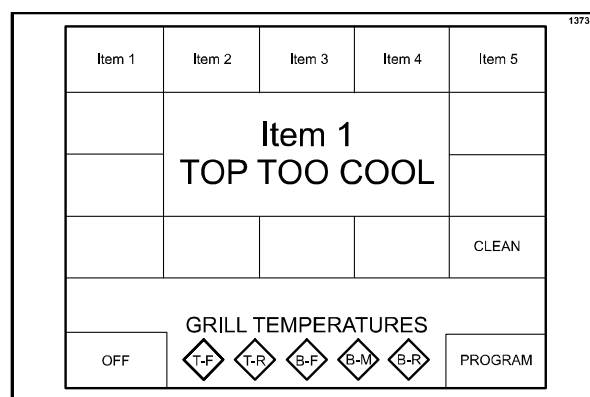 1373
Item 1 Item 2 Item 3 Item 4 Item 5
Item 1
TOP TOO COOL
CLEAN
GRILL TEMPERATURES
OFF T-F T-R B-F B-M B-R PROGRAM